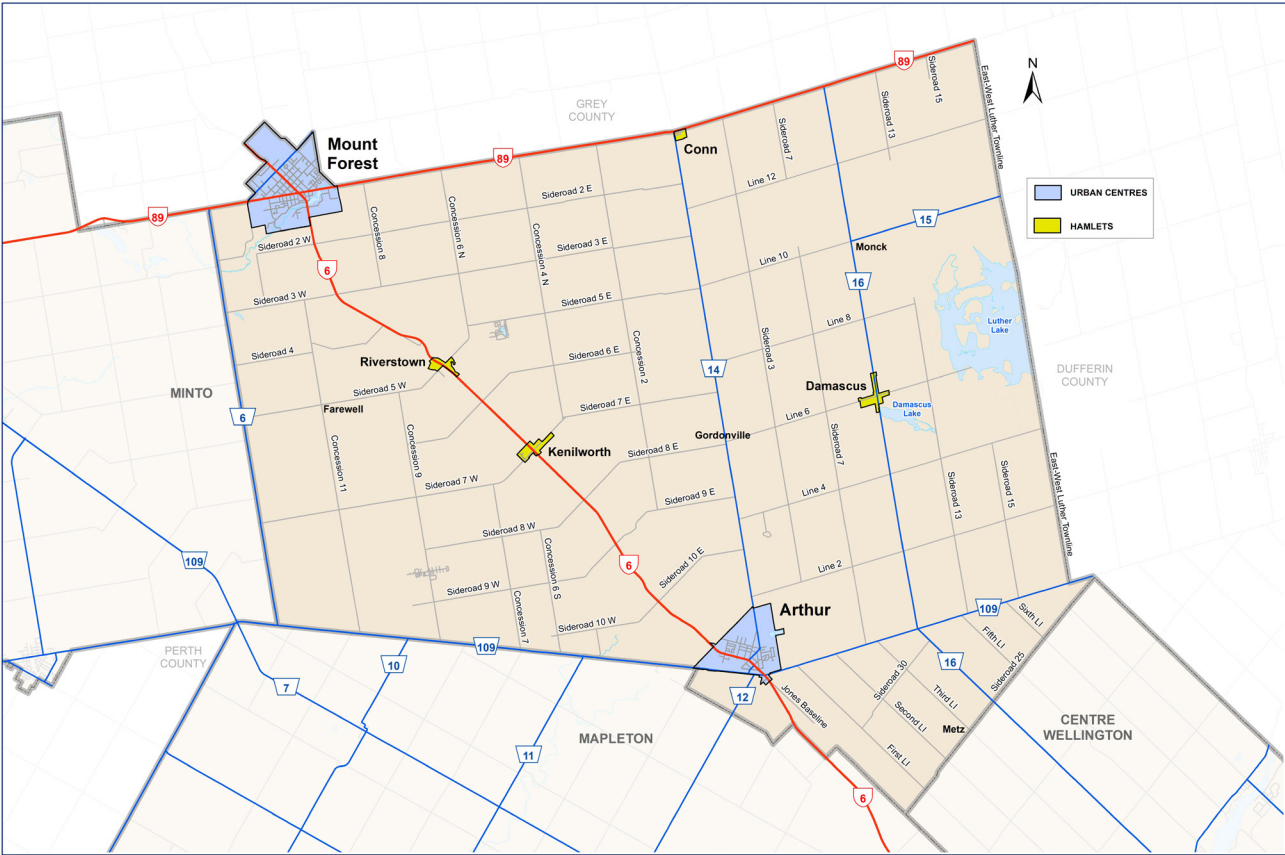 N
89
GREY
COUNTY
Sideroad 15
Sideroad 13
East-West Luther Townline
Mount
Forest
Conn
Sideroad 7
89
Line 12
URBAN CENTRES
HAMLETS
89
Sideroad 2 E
Concession 8
Concession 6 N
Concession 4 N
15
Sideroad 2 W
Sideroad 3 E
Monck
Line 10
6
16
Sideroad 3 W
Sideroad 5 E
Line 8
Luther
Lake
Sideroad 4
Riverstown
Sideroad 6 E
Concession 2
Sideroad 3
14
DUFFERIN
COUNTY
MINTO
Sideroad 5 W
Damascus
Damascus
Lake
6
Farewell
Sideroad 7 E
Line 6
Gordonville
Kenilworth
Sideroad 8 E
Sideroad 7
Concession 11
Concession 9
Sideroad 7 W
Sideroad 9 E
Line 4
Sideroad 13
Sideroad 15
East-West Luther Townline
Sideroad 8 W
109
6
Sideroad 10 E
Line 2
Concession 6 S
Sideroad 9 W
Concession 7
Sideroad 10 W
Arthur
109
Sixth LI
Fifth LI
PERTH
COUNTY
109
10
7
12
Jones Baseline
Sideroad 30
Sideroad 25
16
Third LI
Second LI
First LI
Metz
CENTRE
WELLINGTON
MAPLETON
11
6